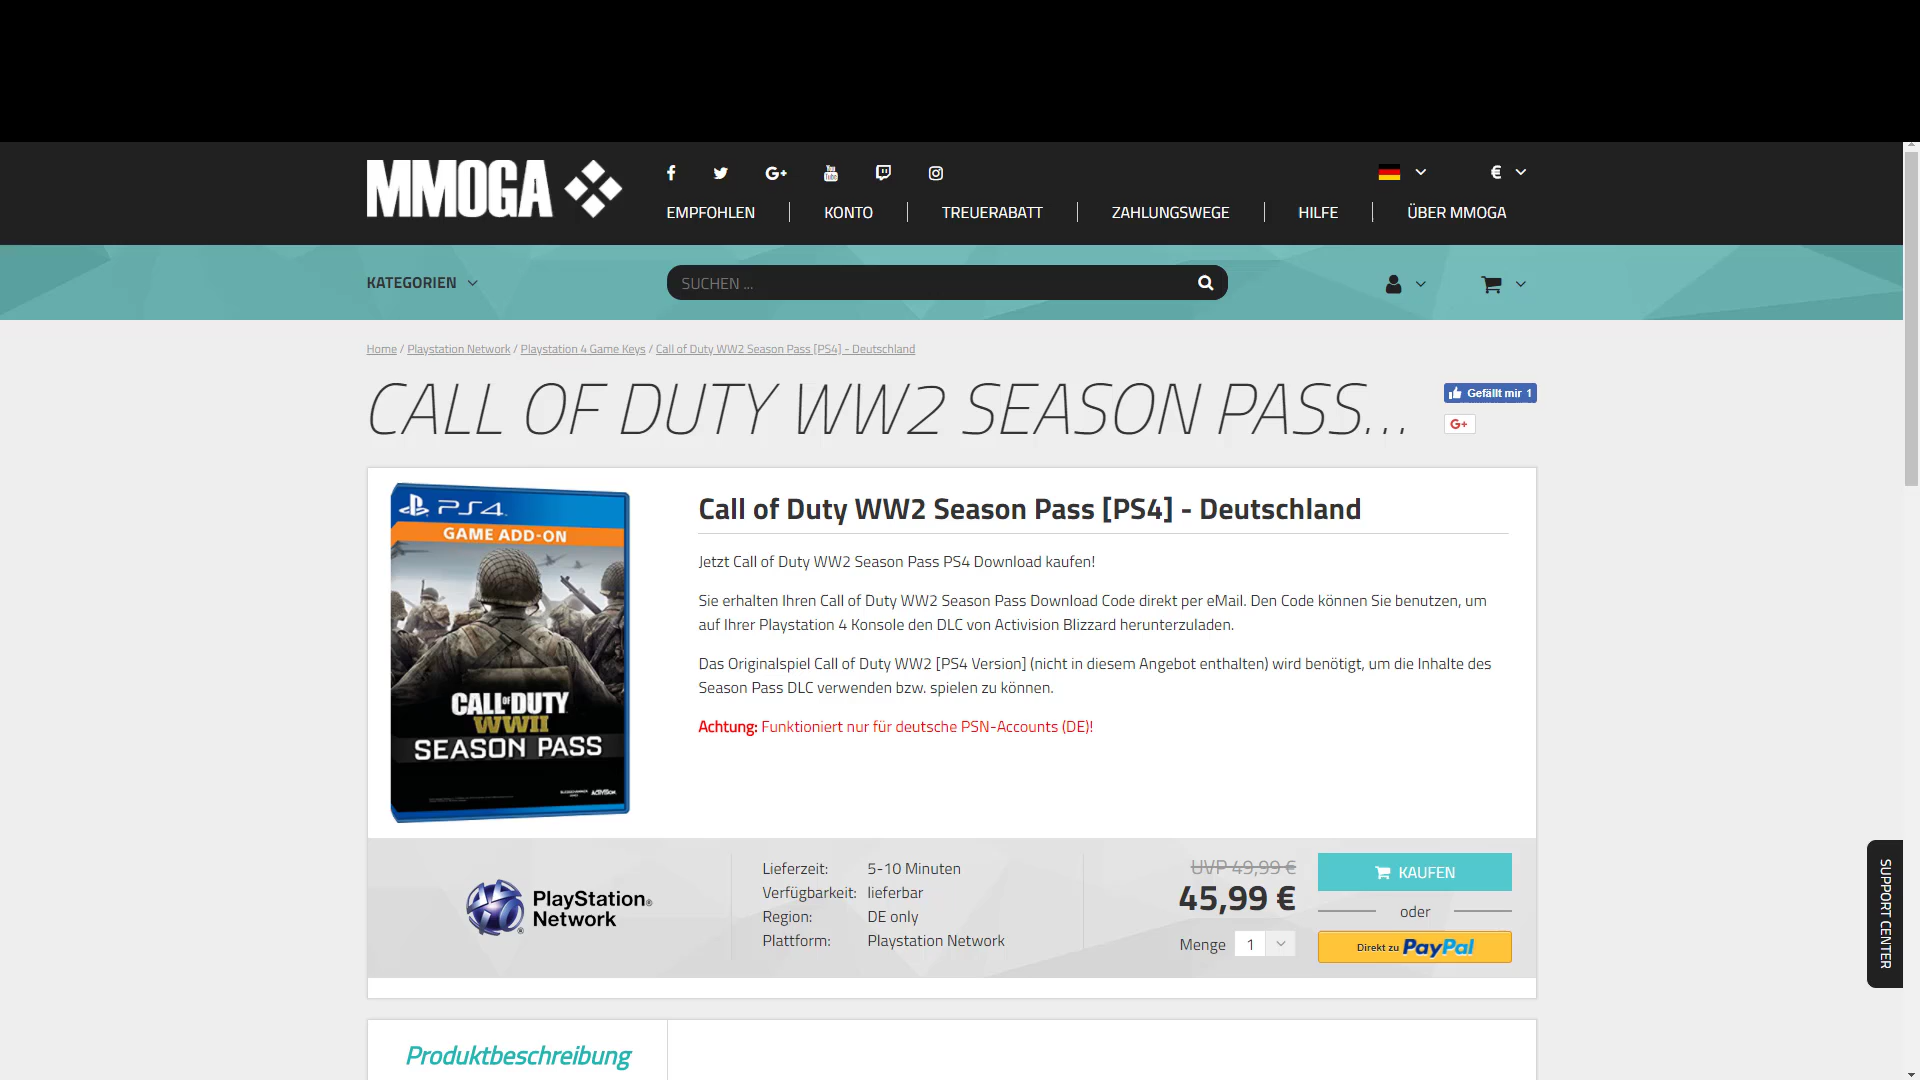 MMOGA
EMPFOHLEN
KONTO
TREUERABATT
ZAHLUNGSWEGE
HILFE
ÜBER MMOGA
€
KATEGORIEN
SUCHEN ...
Home / Playstation Network / Playstation 4 Game Keys / Call of Duty WW2 Season Pass [PS4] - Deutschland
CALL OF DUTY WW2 SEASON PASS...
Gefällt mir 1
G+
PS4
GAME ADD-ON
CALL OF DUTY
WWII
SEASON PASS
ACTIVISION
Call of Duty WW2 Season Pass [PS4] - Deutschland
Jetzt Call of Duty WW2 Season Pass PS4 Download kaufen!
Sie erhalten Ihren Call of Duty WW2 Season Pass Download Code direkt per eMail. Den Code können Sie benutzen, um
auf Ihrer Playstation 4 Konsole den DLC von Activision Blizzard herunterzuladen.
Das Originalspiel Call of Duty WW2 [PS4 Version] (nicht in diesem Angebot enthalten) wird benötigt, um die Inhalte des
Season Pass DLC verwenden bzw. spielen zu können.
Achtung: Funktioniert nur für deutsche PSN-Accounts (DE)!
PlayStation®
Network
Lieferzeit: 5-10 Minuten
Verfügbarkeit: lieferbar
Region: DE only
Plattform: Playstation Network
UVP 49,99 €
45,99 €
Menge 1
KAUFEN
oder
Direkt zu PayPal
SUPPORT CENTER
Produktbeschreibung